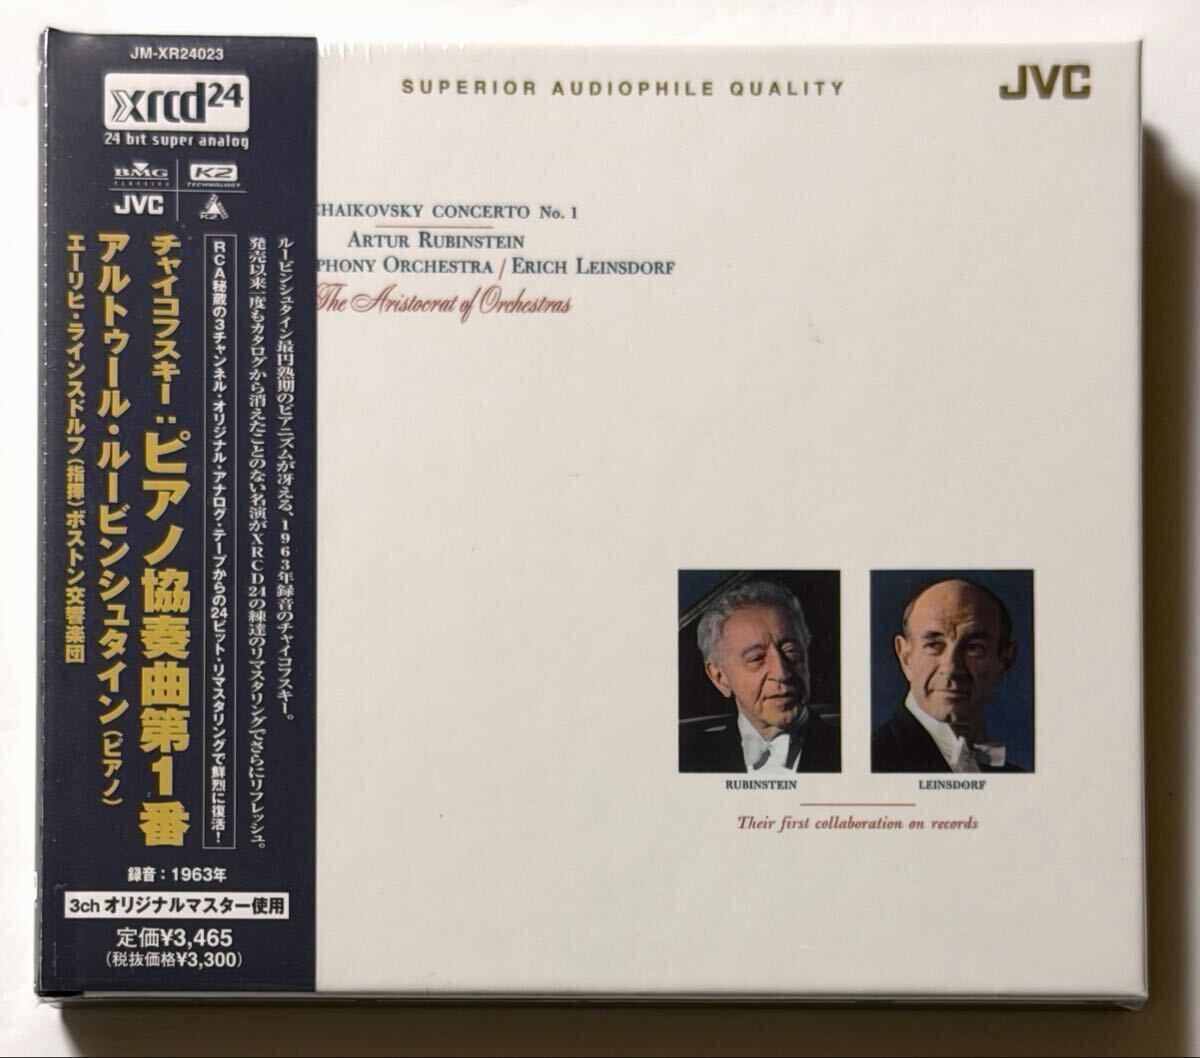 JM-XR24023
xrcd24
24 bit super analog
BMG
CLASSICS
K2
TECHNOLOGY
JVC
K2
ルービンシュタイン最円熟期のピアニズムが冴える、1963年録音のチャイコフスキー。
発売以来一度もカタログから消えたことのない名演がXRCD24の練達のリマスタリングでさらにリフレッシュ。
RCA秘蔵の3チャンネル・オリジナル・アナログ・テープからの24ビット・リマスタリングで鮮烈に復活！
チャイコフスキー：ピアノ協奏曲第1番
アルトゥール・ルービンシュタイン（ピアノ）
エーリヒ・ラインスドルフ（指揮）ボストン交響楽団
録音：1963年
3ch オリジナルマスター使用
定価¥3,465
（税抜価格¥3,300）
SUPERIOR AUDIOPHILE QUALITY
JVC
CHAIKOVSKY CONCERTO No. 1
ARTUR RUBINSTEIN
PHONY ORCHESTRA / ERICH LEINSDORF
The Aristocrat of Orchestras
RUBINSTEIN
LEINSDORF
Their first collaboration on records